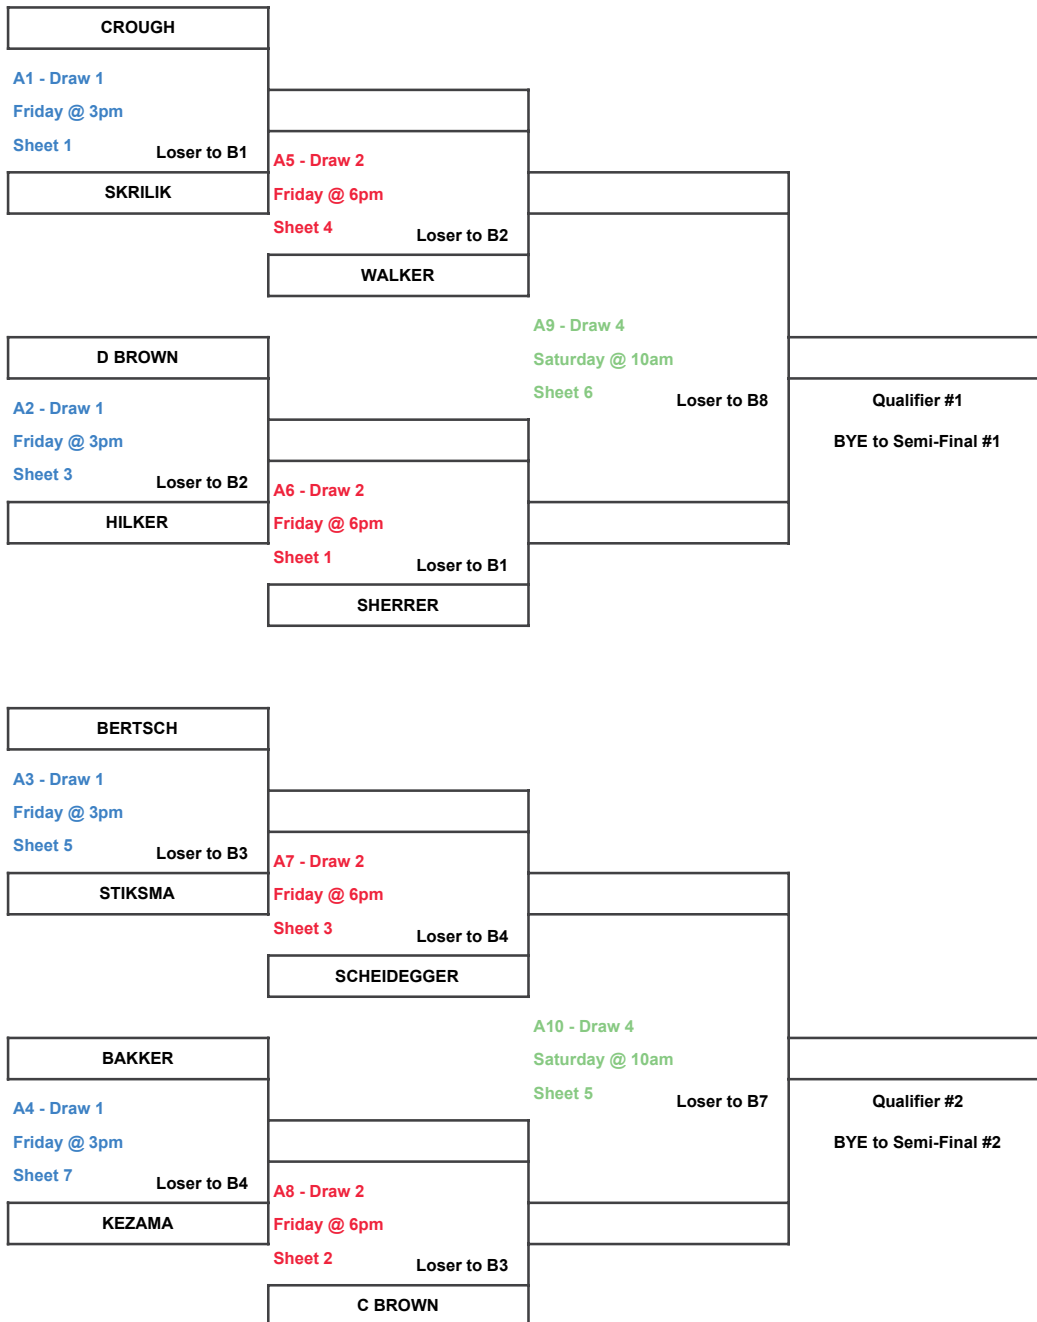 CROUGH
A1 - Draw 1
Friday @ 3pm
Sheet 1
Loser to B1
SKRILIK
A5 - Draw 2
Friday @ 6pm
Sheet 4
Loser to B2
WALKER
D BROWN
A2 - Draw 1
Friday @ 3pm
Sheet 3
Loser to B2
HILKER
A6 - Draw 2
Friday @ 6pm
Sheet 1
Loser to B1
SHERRER
A9 - Draw 4
Saturday @ 10am
Sheet 6
Loser to B8
Qualifier #1
BYE to Semi-Final #1
BERTSCH
A3 - Draw 1
Friday @ 3pm
Sheet 5
Loser to B3
STIKSMA
A7 - Draw 2
Friday @ 6pm
Sheet 3
Loser to B4
SCHEIDEGGER
BAKKER
A4 - Draw 1
Friday @ 3pm
Sheet 7
Loser to B4
KEZAMA
A8 - Draw 2
Friday @ 6pm
Sheet 2
Loser to B3
C BROWN
A10 - Draw 4
Saturday @ 10am
Sheet 5
Loser to B7
Qualifier #2
BYE to Semi-Final #2